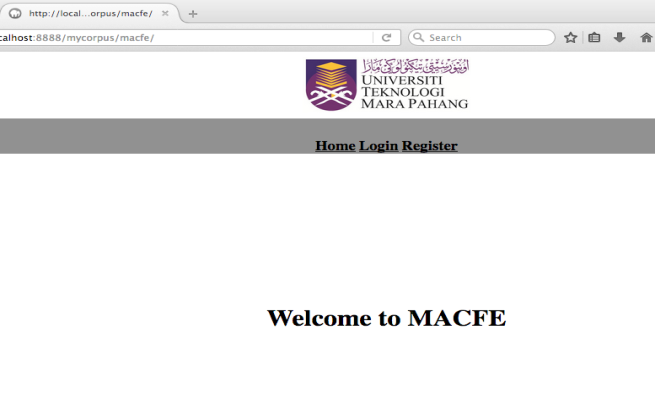 http://local...orpus/macfe/
calhost:8888/mycorpus/macfe/
Search
UNIVERSITI
TEKNOLOGI
MARA PAHANG
Home Login Register
Welcome to MACFE